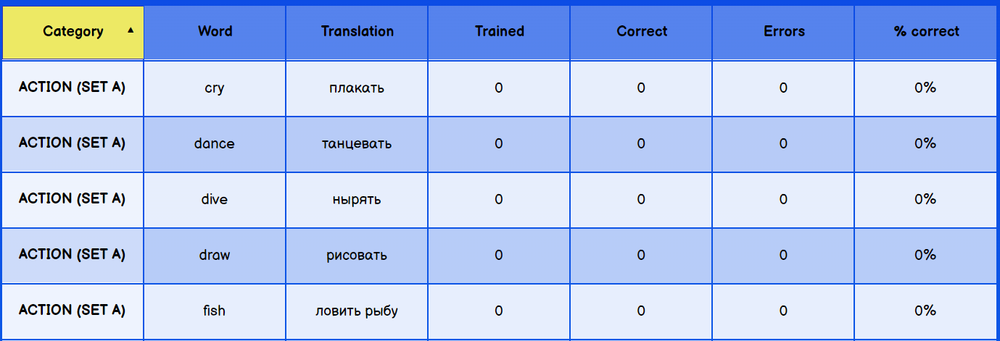 Category ▲ Word Translation Trained Correct Errors % correct
ACTION (SET A) cry плакать 0 0 0 0%
ACTION (SET A) dance танцевать 0 0 0 0%
ACTION (SET A) dive нырять 0 0 0 0%
ACTION (SET A) draw рисовать 0 0 0 0%
ACTION (SET A) fish ловить рыбу 0 0 0 0%